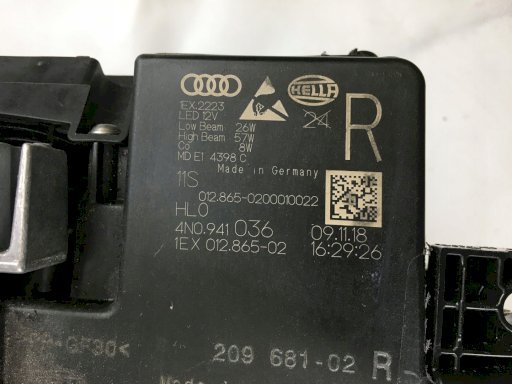 HELLA
1EX.2223
LED 12V
Low Beam 26W
High Beam 57W
Co 8W
MD E1 4398 C
24
R
Made in Germany
11S
012.865-0200010022
HL0
4N0.941 036
09.11.18
1EX 012.865-02
16:29:26
-GF30<
209 681-02 R